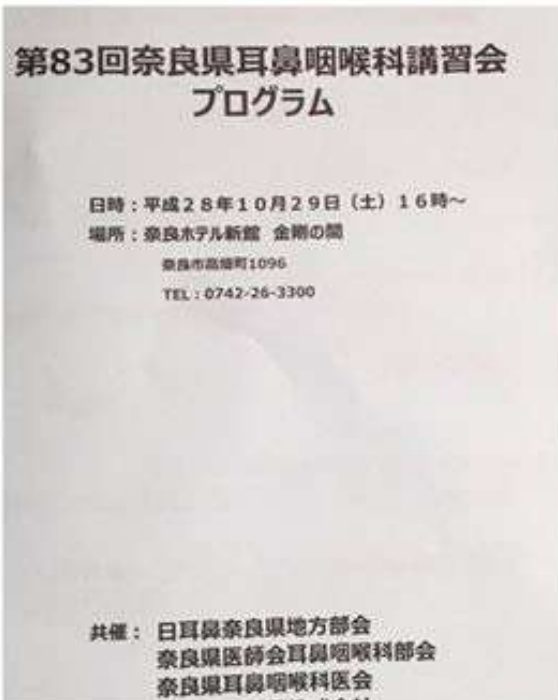 第83回奈良県耳鼻咽喉科講習会
プログラム
日時：平成２８年１０月２９日（土）１６時～
場所：奈良ホテル新館 金剛の間
奈良市高畑町1096
TEL：0742-26-3300
共催： 日耳鼻奈良県地方部会
奈良県医師会耳鼻咽喉科部会
奈良県耳鼻咽喉科医会